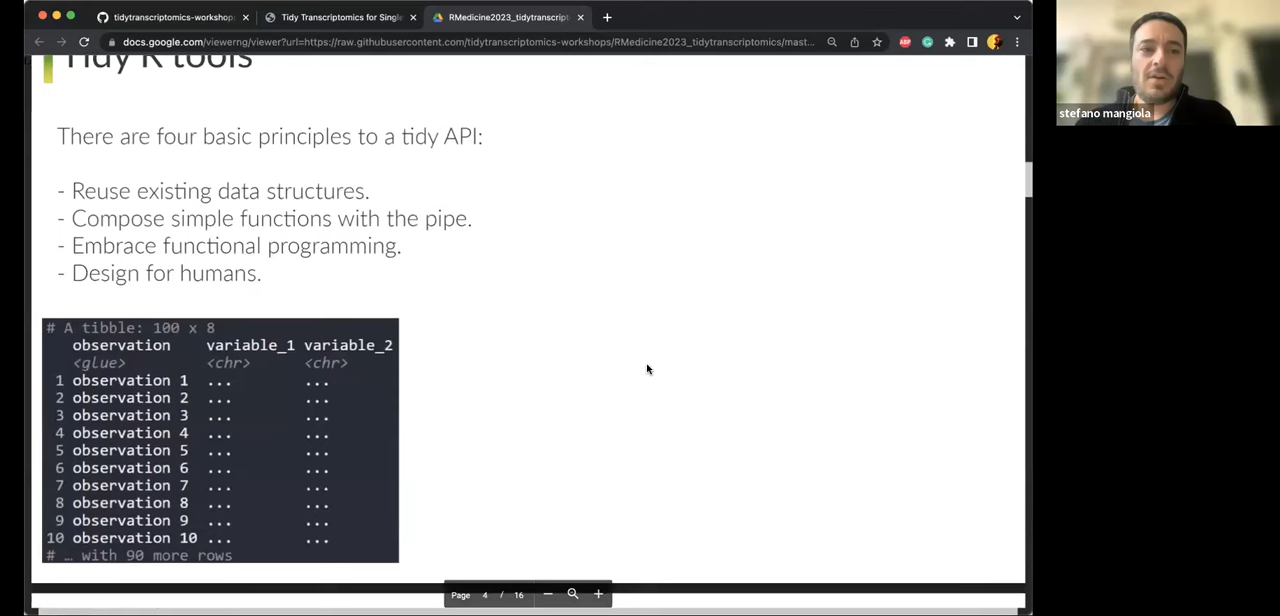 tidytranscriptomics-workshop
Tidy Transcriptomics for Single
RMedicine2023_tidytranscript
docs.google.com/viewerng/viewer?url=https://raw.githubusercontent.com/tidytranscriptomics-workshops/RMedicine2023_tidytranscriptomics/mast...
Tidy R tools
stefano mangiola
There are four basic principles to a tidy API:
- Reuse existing data structures.
- Compose simple functions with the pipe.
- Embrace functional programming.
- Design for humans.
# A tibble: 100 x 8
observation variable_1 variable_2
<glue> <chr> <chr>
1 observation 1 ... ...
2 observation 2 ... ...
3 observation 3 ... ...
4 observation 4 ... ...
5 observation 5 ... ...
6 observation 6 ... ...
7 observation 7 ... ...
8 observation 8 ... ...
9 observation 9 ... ...
10 observation 10 ... ...
# … with 90 more rows
Page 4 / 16